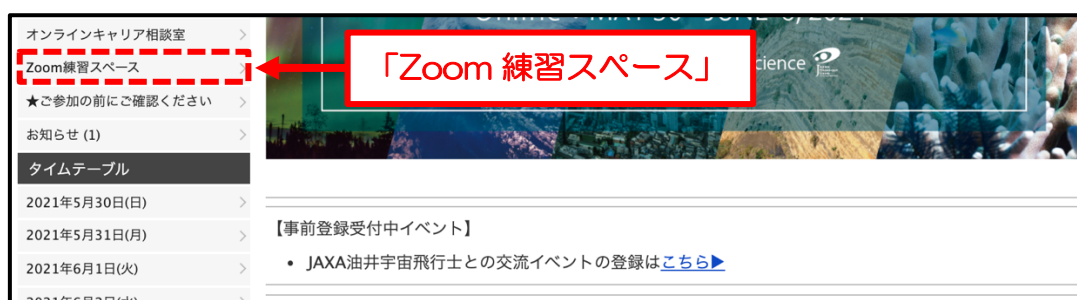 オンラインキャリア相談室
Zoom練習スペース
★ご参加の前にご確認ください
お知らせ (1)
タイムテーブル
2021年5月30日(日)
2021年5月31日(月)
2021年6月1日(火)
「Zoom 練習スペース」
cience
【事前登録受付中イベント】
• JAXA油井宇宙飛行士との交流イベントの登録はこちら▶